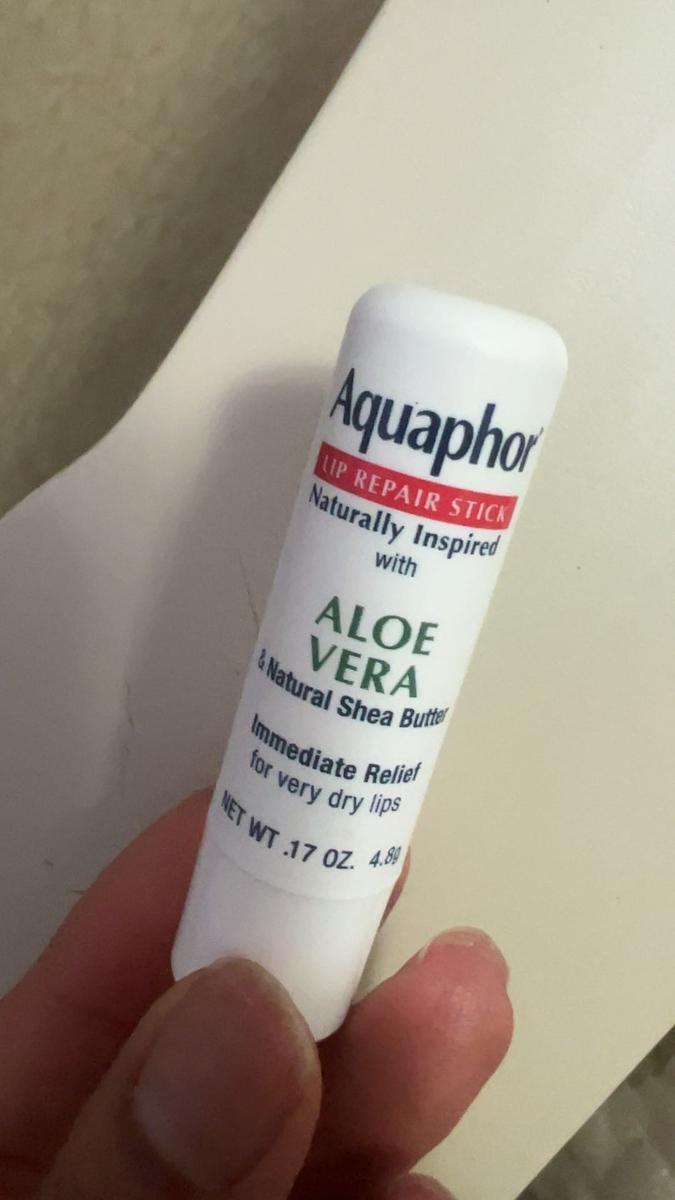 Aquaphor®
LIP REPAIR STICK
Naturally Inspired
with
ALOE
VERA
& Natural Shea Butter
Immediate Relief
for very dry lips
NET WT .17 OZ. 4.8g